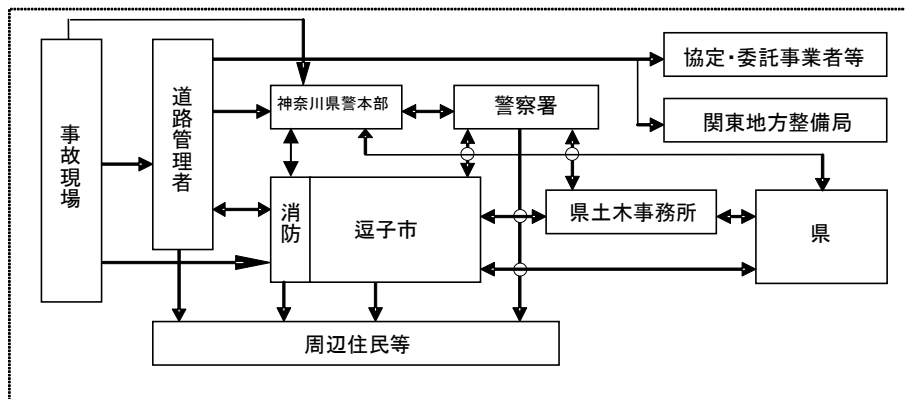 協定・委託事業者等
神奈川県警本部
警察署
関東地方整備局
事故現場
道路管理者
消防
逗子市
県土木事務所
県
周辺住民等